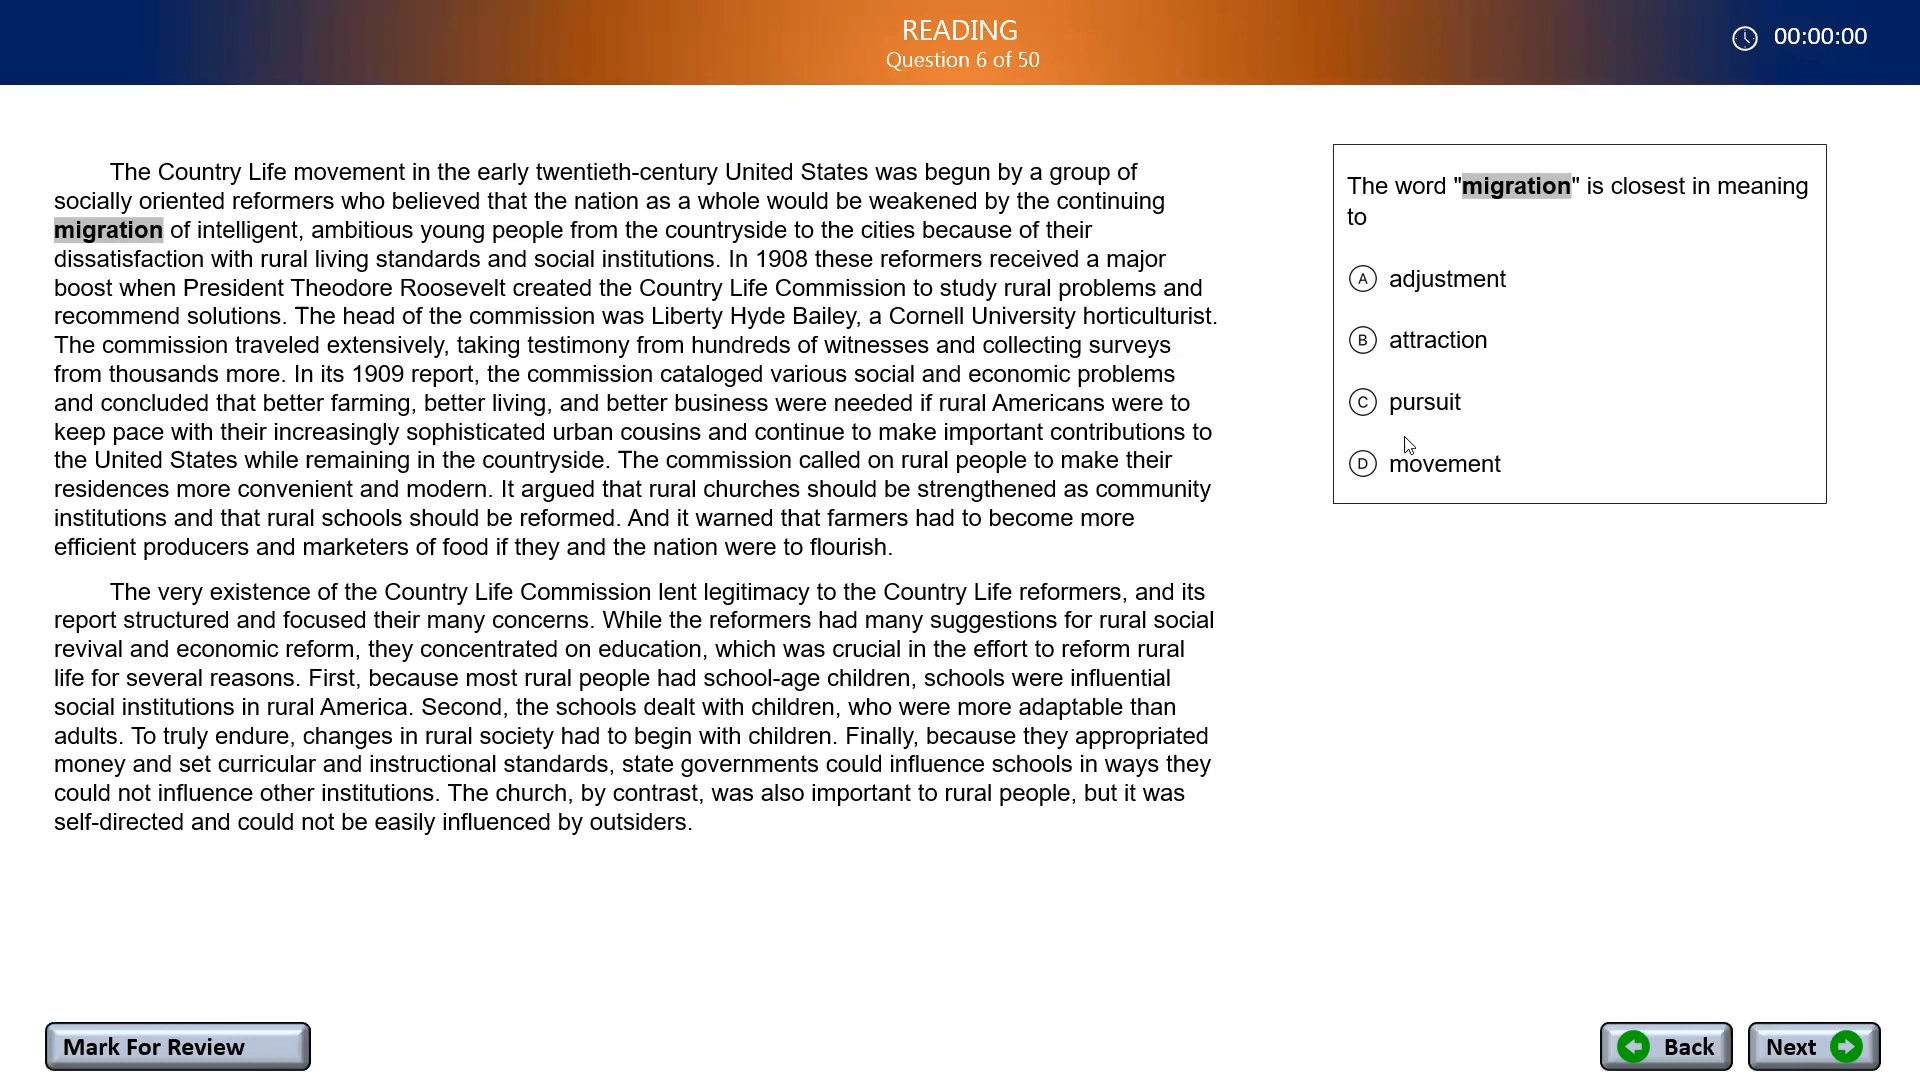 READING
Question 6 of 50
00:00:00
The Country Life movement in the early twentieth-century United States was begun by a group of
socially oriented reformers who believed that the nation as a whole would be weakened by the continuing
migration of intelligent, ambitious young people from the countryside to the cities because of their
dissatisfaction with rural living standards and social institutions. In 1908 these reformers received a major
boost when President Theodore Roosevelt created the Country Life Commission to study rural problems and
recommend solutions. The head of the commission was Liberty Hyde Bailey, a Cornell University horticulturist.
The commission traveled extensively, taking testimony from hundreds of witnesses and collecting surveys
from thousands more. In its 1909 report, the commission cataloged various social and economic problems
and concluded that better farming, better living, and better business were needed if rural Americans were to
keep pace with their increasingly sophisticated urban cousins and continue to make important contributions to
the United States while remaining in the countryside. The commission called on rural people to make their
residences more convenient and modern. It argued that rural churches should be strengthened as community
institutions and that rural schools should be reformed. And it warned that farmers had to become more
efficient producers and marketers of food if they and the nation were to flourish.
The very existence of the Country Life Commission lent legitimacy to the Country Life reformers, and its
report structured and focused their many concerns. While the reformers had many suggestions for rural social
revival and economic reform, they concentrated on education, which was crucial in the effort to reform rural
life for several reasons. First, because most rural people had school-age children, schools were influential
social institutions in rural America. Second, the schools dealt with children, who were more adaptable than
adults. To truly endure, changes in rural society had to begin with children. Finally, because they appropriated
money and set curricular and instructional standards, state governments could influence schools in ways they
could not influence other institutions. The church, by contrast, was also important to rural people, but it was
self-directed and could not be easily influenced by outsiders.
The word "migration" is closest in meaning
to
A adjustment
B attraction
C pursuit
D movement
Mark For Review
Back
Next